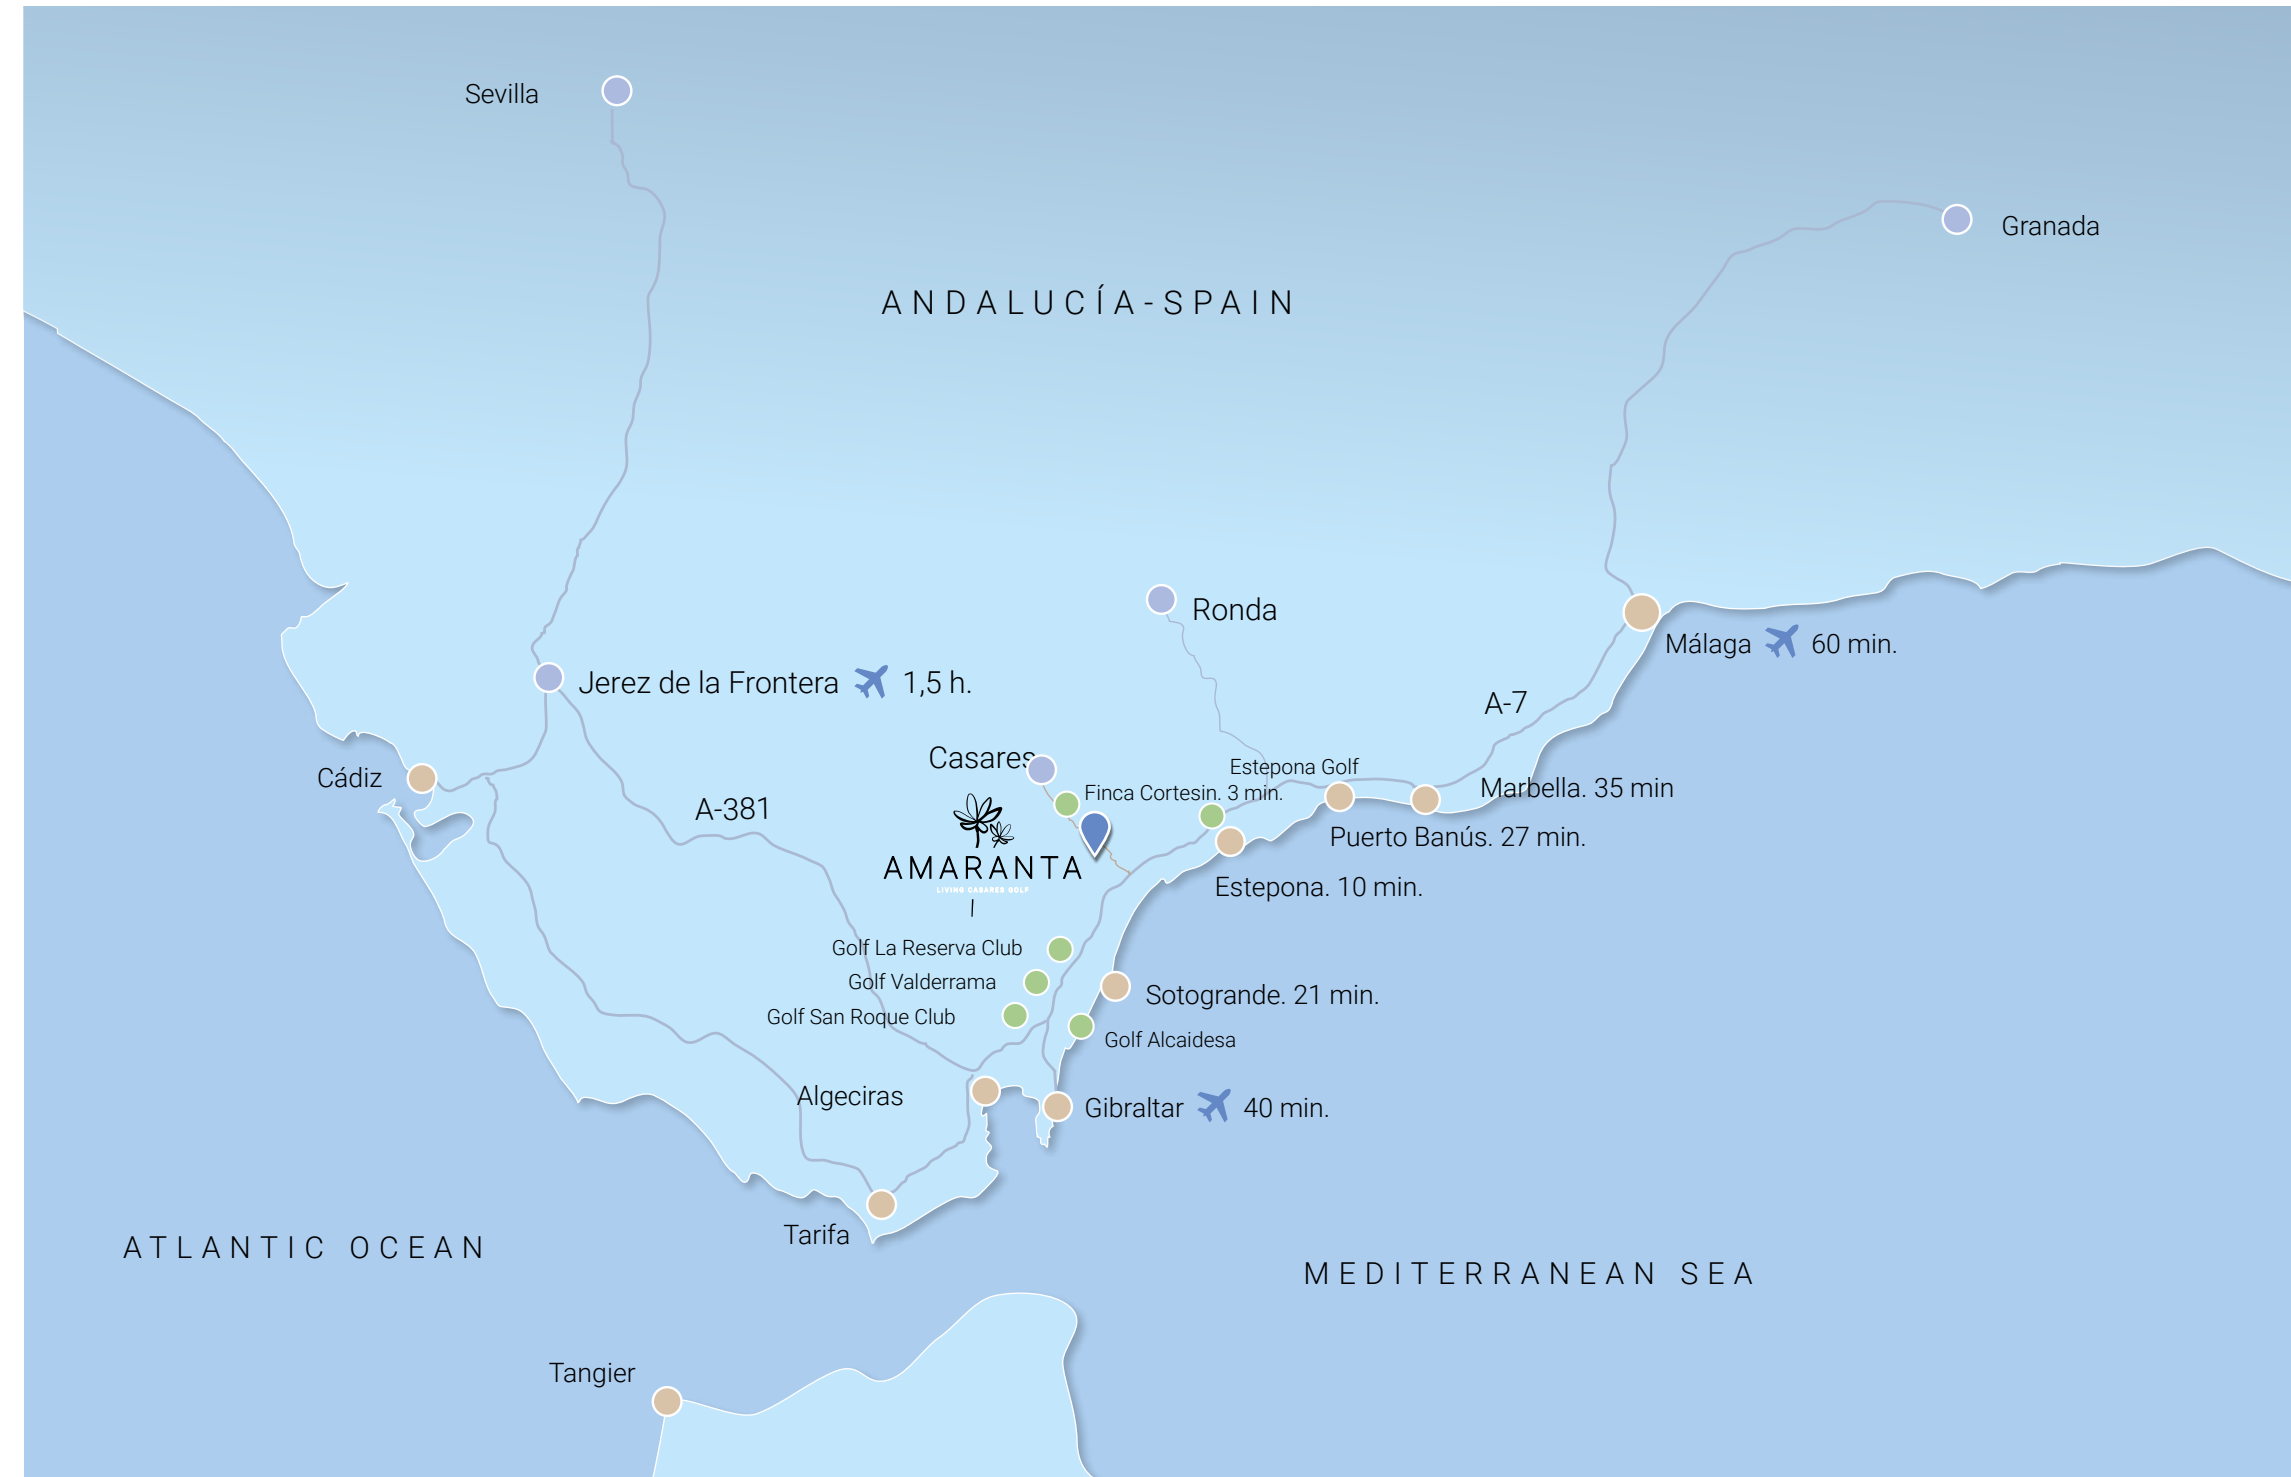 Sevilla
Granada
ANDALUCÍA-SPAIN
Ronda
Málaga 60 min.
Jerez de la Frontera 1,5 h.
A-7
Casares
Estepona Golf
Cádiz
Finca Cortesin. 3 min.
Marbella. 35 min
A-381
Puerto Banús. 27 min.
AMARANTA
LIVING CASARES GOLF
Estepona. 10 min.
Golf La Reserva Club
Golf Valderrama
Sotogrande. 21 min.
Golf San Roque Club
Golf Alcaidesa
Algeciras
Gibraltar 40 min.
Tarifa
ATLANTIC OCEAN
MEDITERRANEAN SEA
Tangier